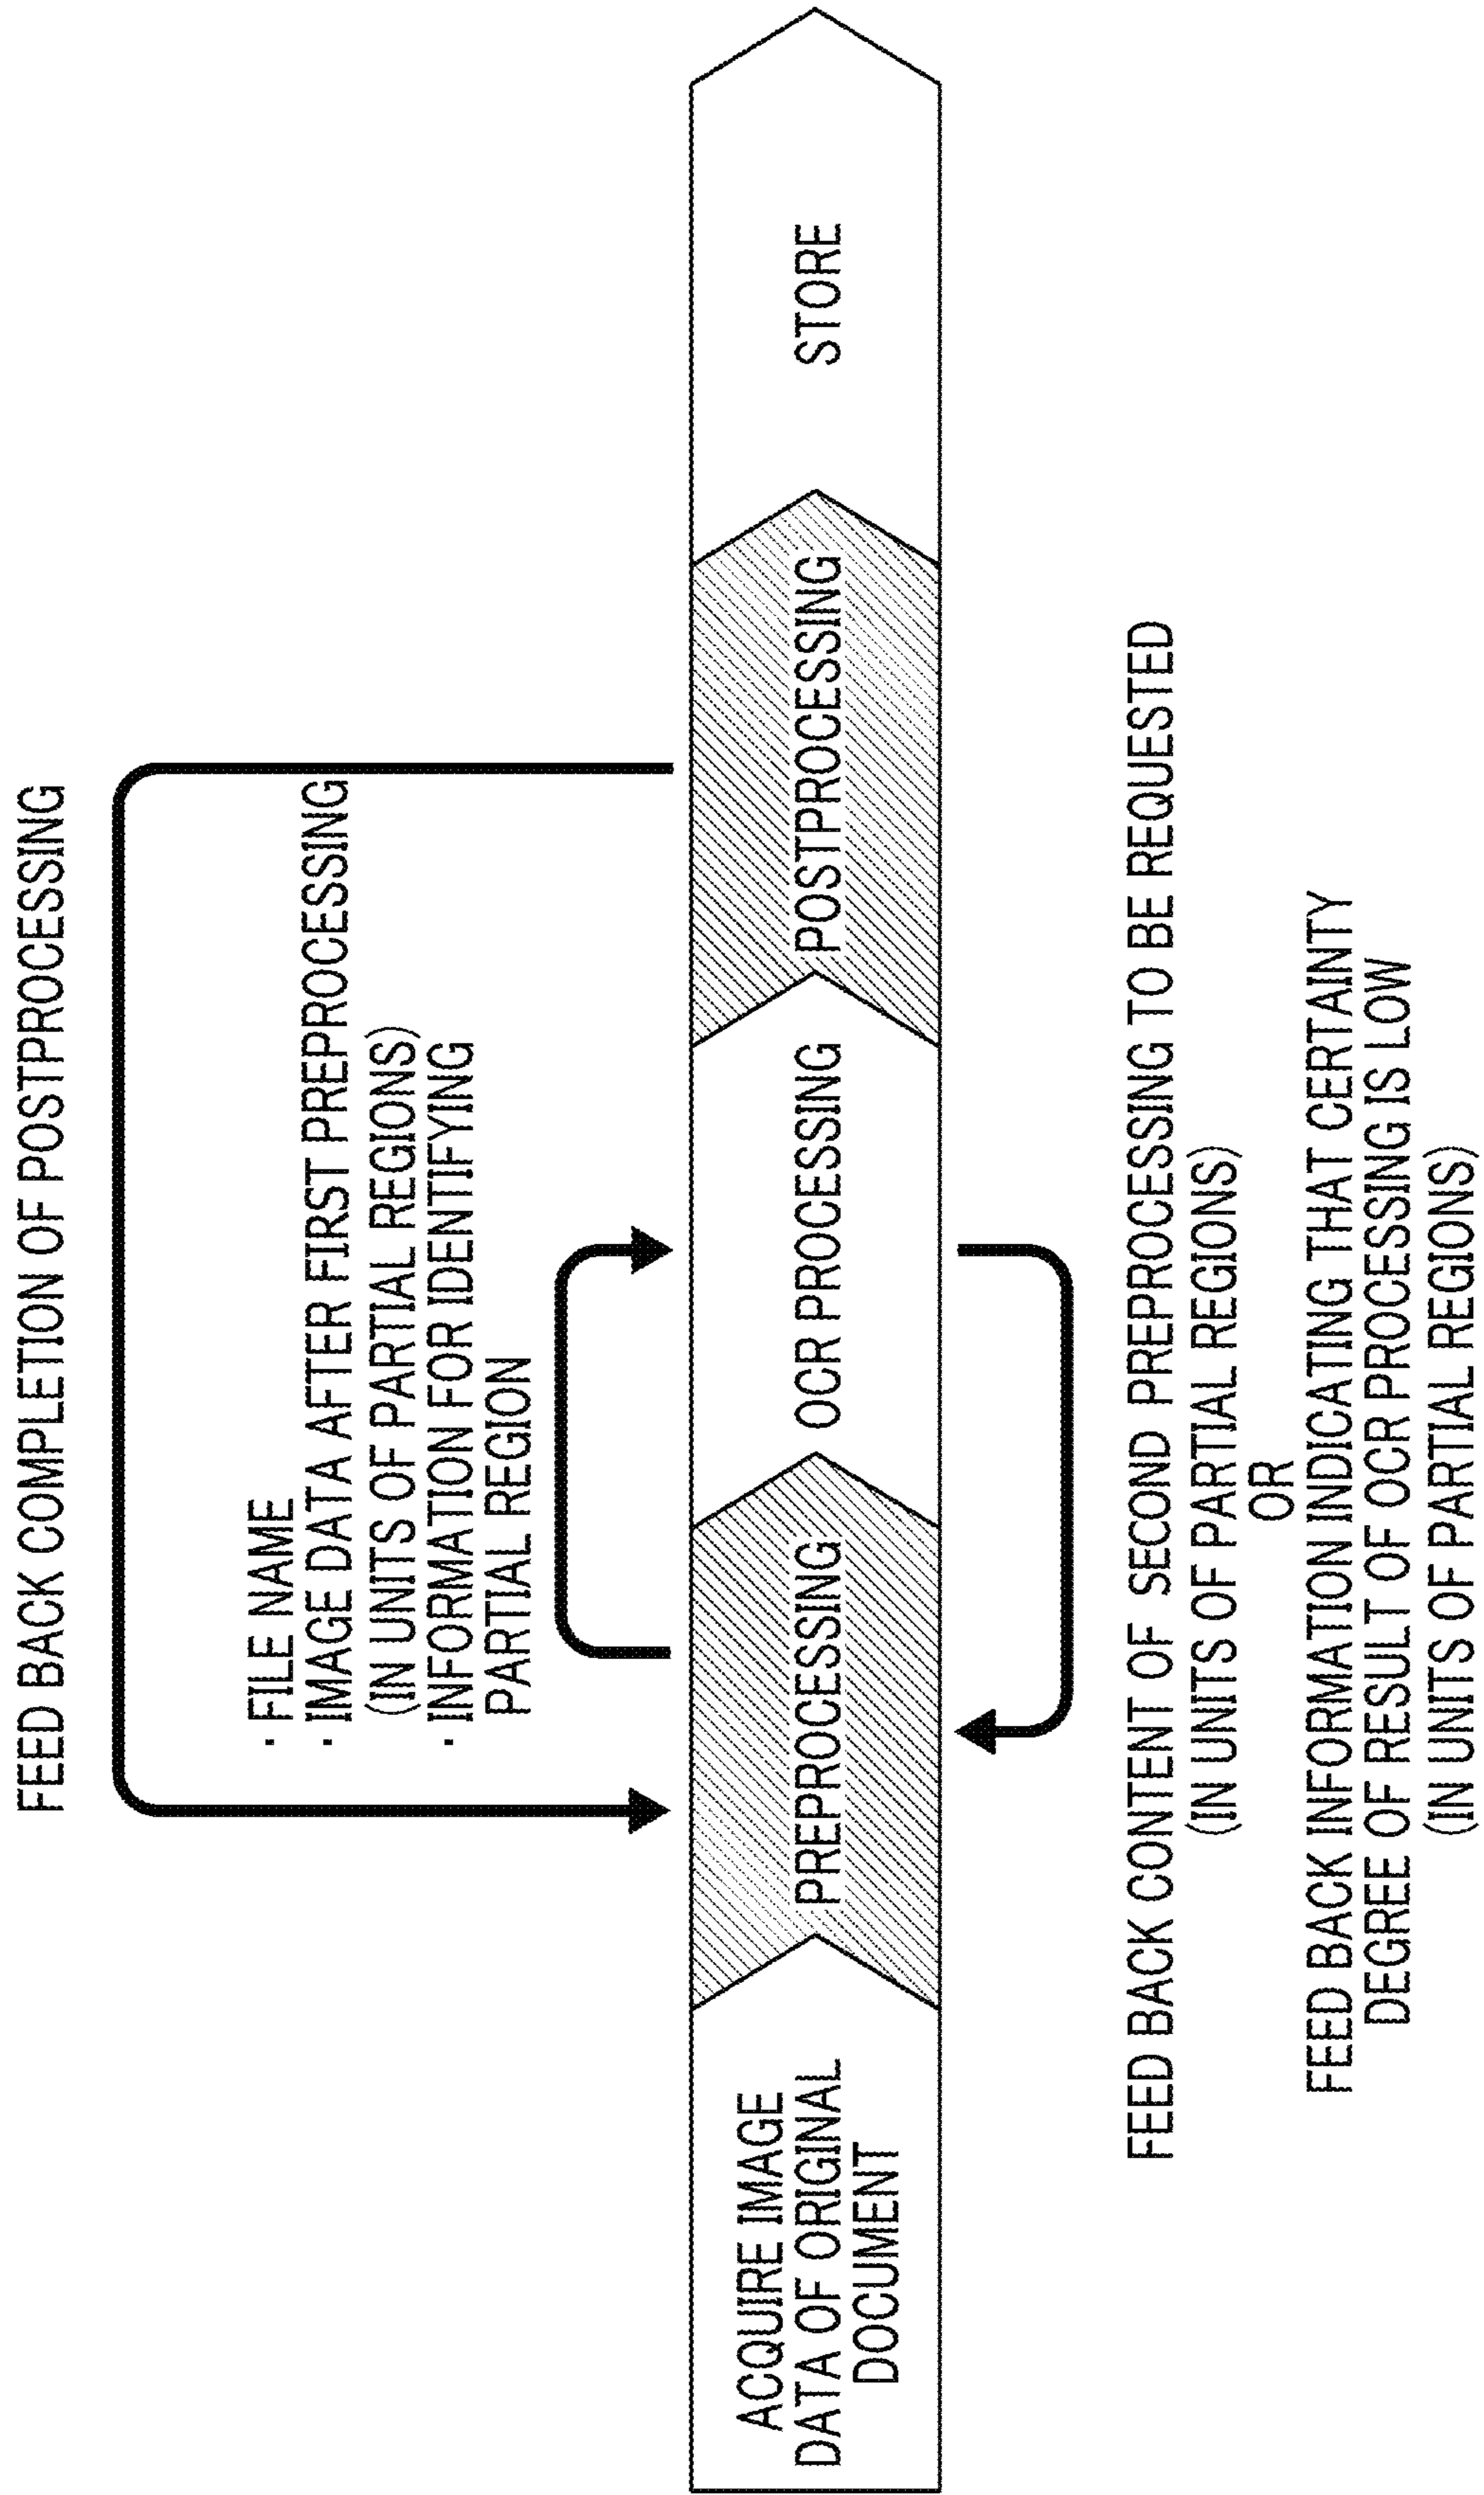 FEED BACK COMPLETION OF POSTPROCESSING
· FILE NAME
· IMAGE DATA AFTER FIRST PREPROCESSING
(IN UNITS OF PARTIAL REGIONS)
· INFORMATION FOR IDENTIFYING
PARTIAL REGION
ACQUIRE IMAGE
DATA OF ORIGINAL
DOCUMENT
PREPROCESSING
OCR PROCESSING
POSTPROCESSING
STORE
FEED BACK CONTENT OF SECOND PREPROCESSING TO BE REQUESTED
(IN UNITS OF PARTIAL REGIONS)
OR
FEED BACK INFORMATION INDICATING THAT CERTAINTY
DEGREE OF RESULT OF OCR PROCESSING IS LOW
(IN UNITS OF PARTIAL REGIONS)